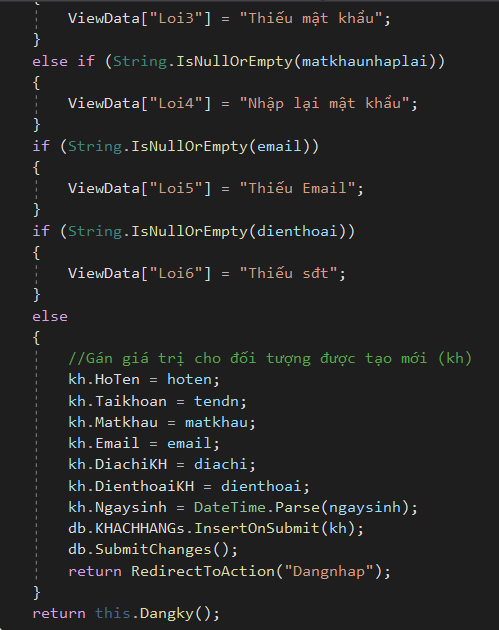 {
ViewData["Loi3"] = "Thiếu mật khẩu";
}
else if (String.IsNullOrEmpty(matkhaunhaplai))
{
ViewData["Loi4"] = "Nhập lại mật khẩu";
}
if (String.IsNullOrEmpty(email))
{
ViewData["Loi5"] = "Thiếu Email";
}
if (String.IsNullOrEmpty(dienthoai))
{
ViewData["Loi6"] = "Thiếu sđt";
}
else
{
//Gán giá trị cho đối tượng được tạo mới (kh)
kh.HoTen = hoten;
kh.Taikhoan = tendn;
kh.Matkhau = matkhau;
kh.Email = email;
kh.DiachiKH = diachi;
kh.DienthoaiKH = dienthoai;
kh.Ngaysinh = DateTime.Parse(ngaysinh);
db.KHACHHANGs.InsertOnSubmit(kh);
db.SubmitChanges();
return RedirectToAction("Dangnhap");
}
return this.Dangky();